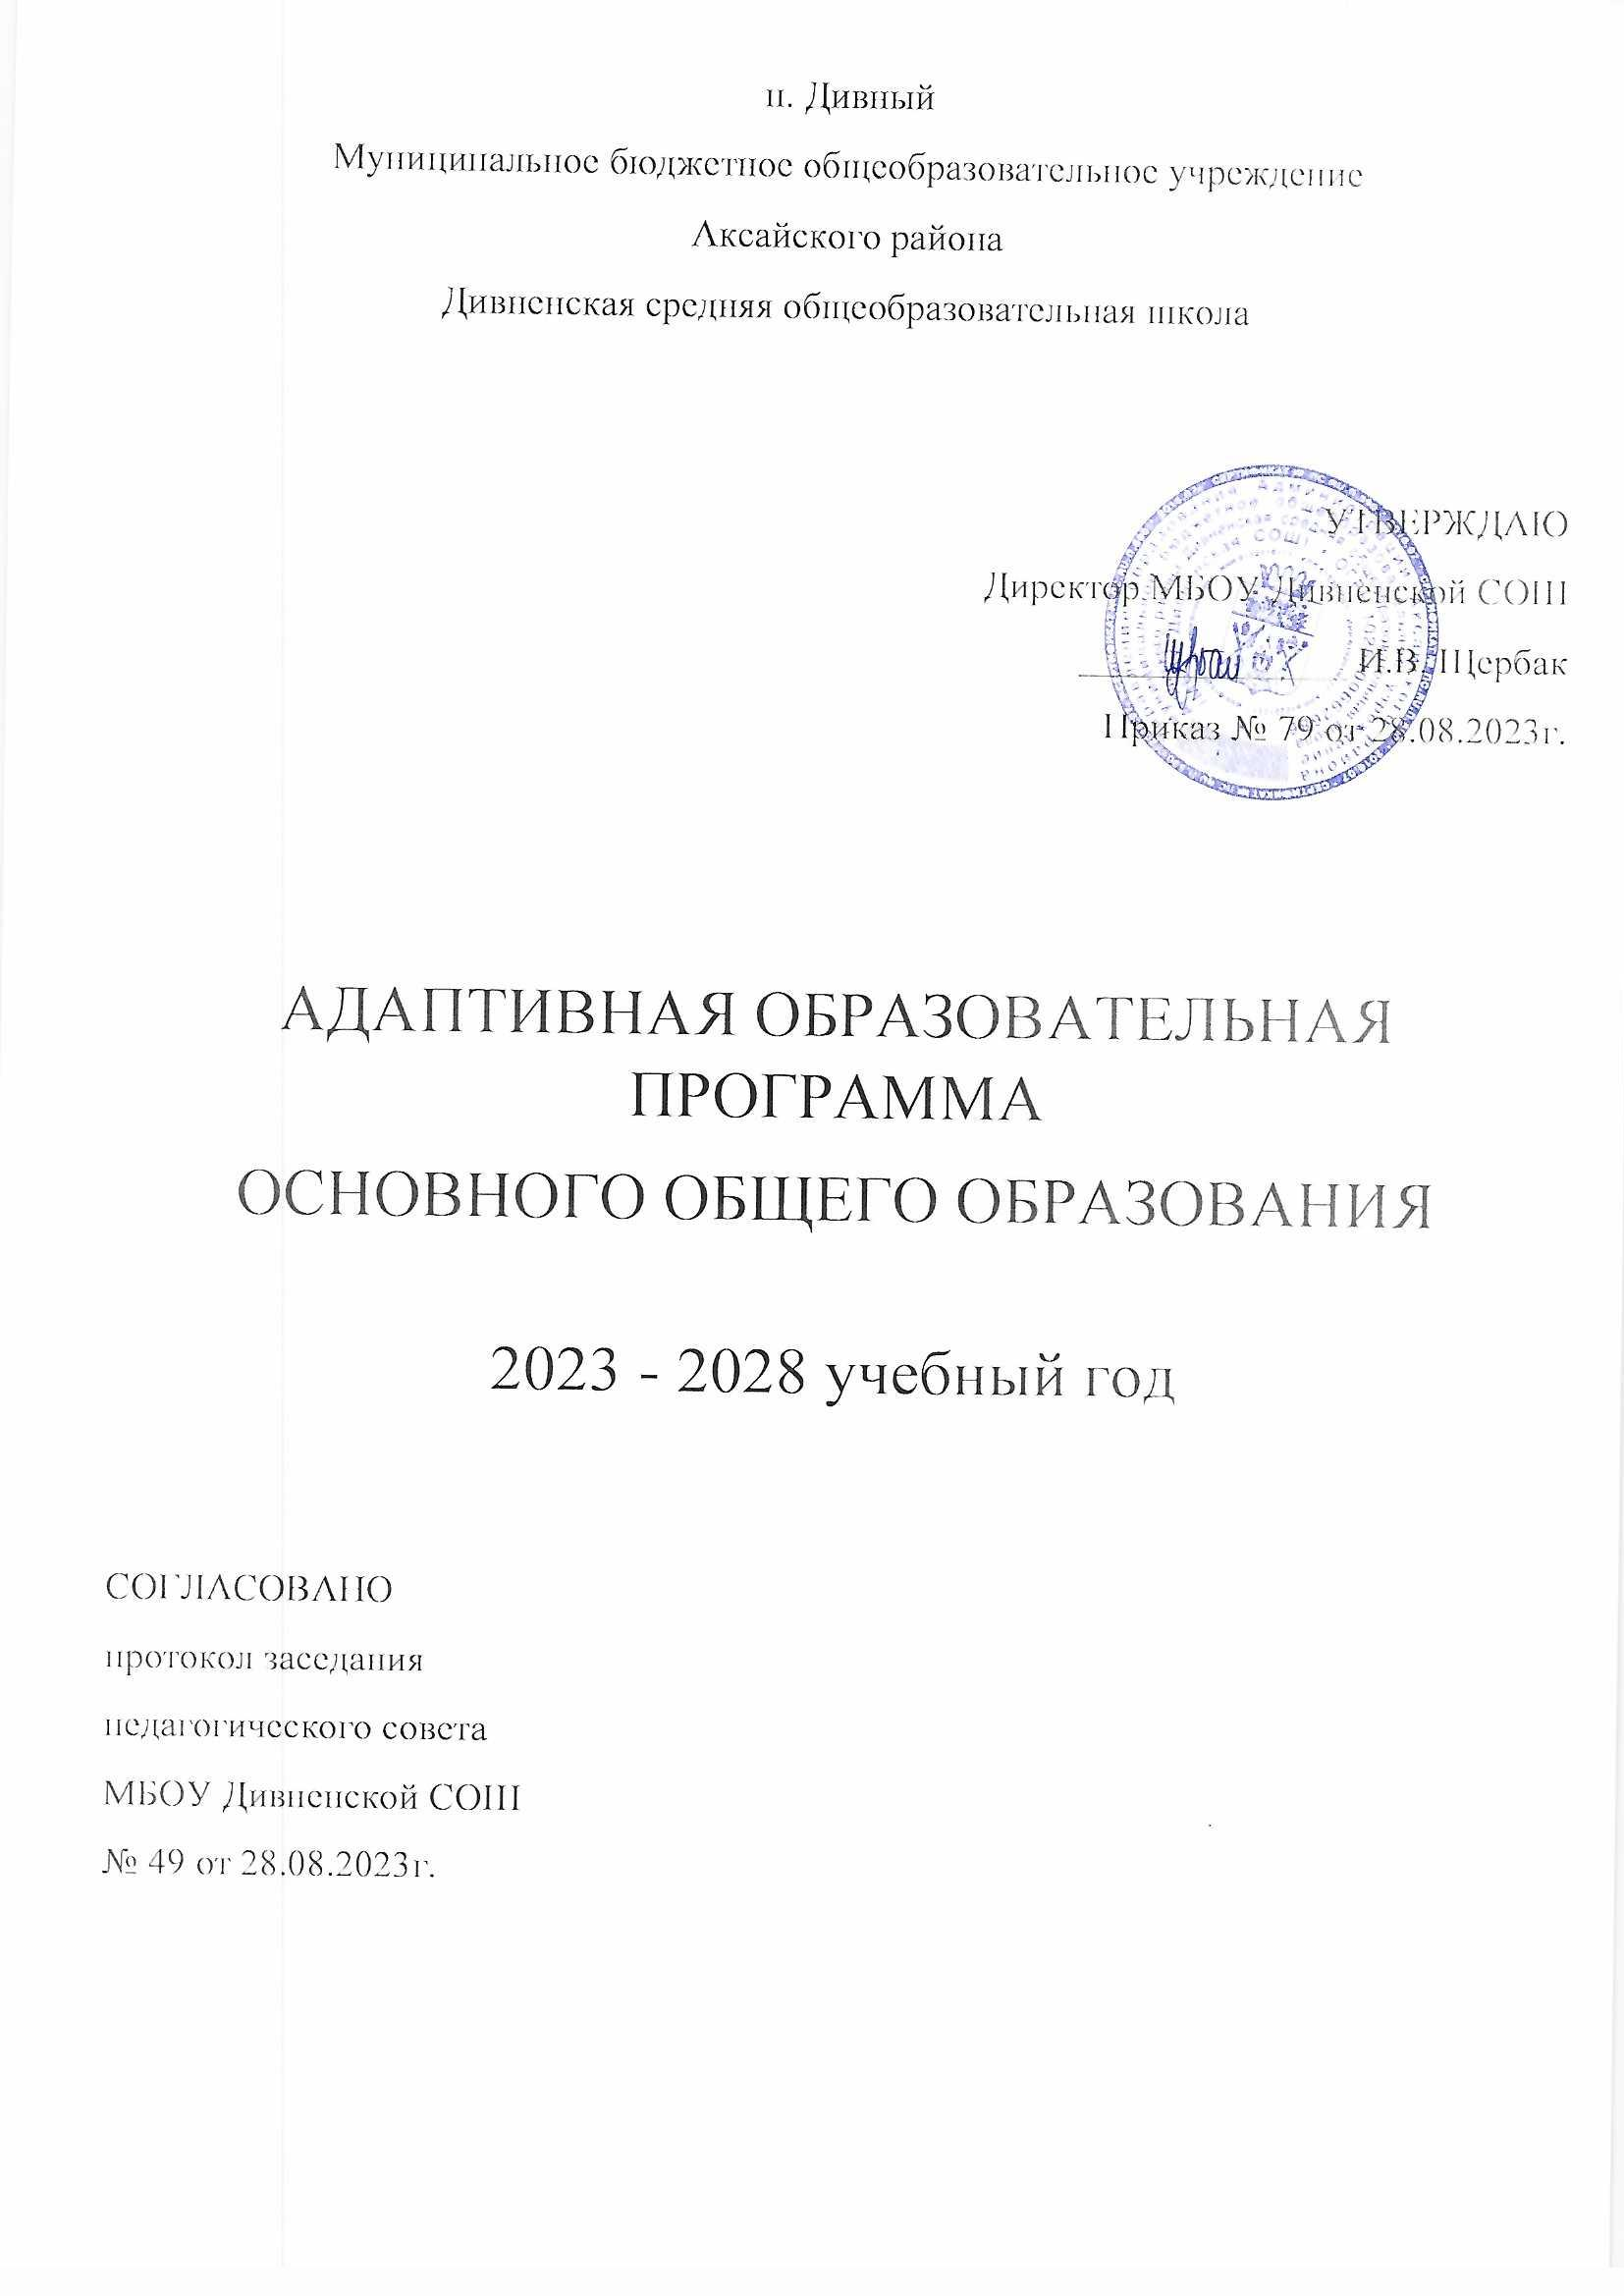 п. Дивный
Муниципальное бюджетное общеобразовательное учреждение
Аксайского района
Дивненская средняя общеобразовательная школа
УТВЕРЖДАЮ
Директор МБОУ Дивненской СОШ
И.В. Щербак
Приказ № 79 от 28.08.2023г.
АДАПТИВНАЯ ОБРАЗОВАТЕЛЬНАЯ
ПРОГРАММА
ОСНОВНОГО ОБЩЕГО ОБРАЗОВАНИЯ
2023 - 2028 учебный год
СОГЛАСОВАНО
протокол заседания
педагогического совета
МБОУ Дивненской СОШ
№ 49 от 28.08.2023г.